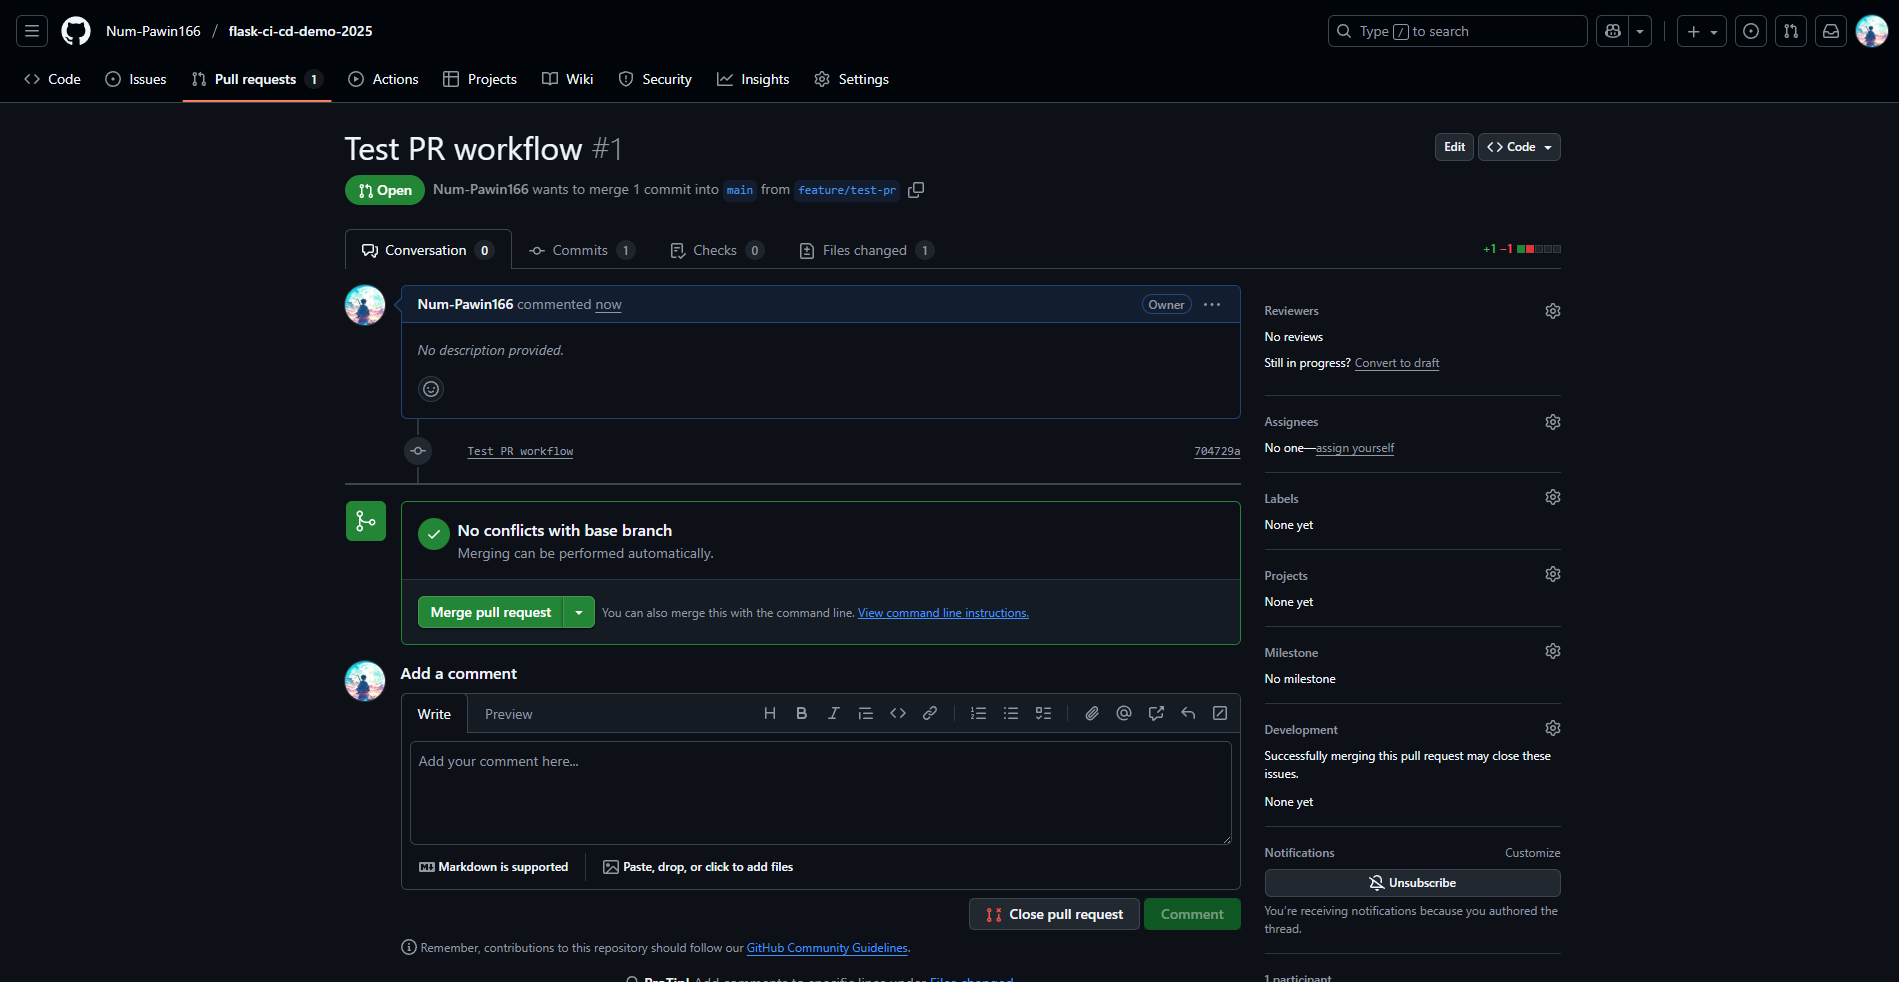 Num-Pawin166 / flask-ci-cd-demo-2025
Type / to search
Code
Issues
Pull requests 1
Actions
Projects
Wiki
Security
Insights
Settings
Test PR workflow #1
Edit
Code
Open
Num-Pawin166 wants to merge 1 commit into main from feature/test-pr
Conversation 0
Commits 1
Checks 0
Files changed 1
+1 −1
Num-Pawin166 commented now
Owner
No description provided.
Test PR workflow
704729a
No conflicts with base branch
Merging can be performed automatically.
Merge pull request
You can also merge this with the command line. View command line instructions.
Add a comment
Write
Preview
Add your comment here...
Markdown is supported
Paste, drop, or click to add files
Close pull request
Comment
Remember, contributions to this repository should follow our GitHub Community Guidelines.
ProTip! Add comments to specific lines under Files changed.
Reviewers
No reviews
Still in progress? Convert to draft
Assignees
No one—assign yourself
Labels
None yet
Projects
None yet
Milestone
No milestone
Development
Successfully merging this pull request may close these
issues.
None yet
Notifications
Customize
Unsubscribe
You're receiving notifications because you authored the
thread.
1 participant